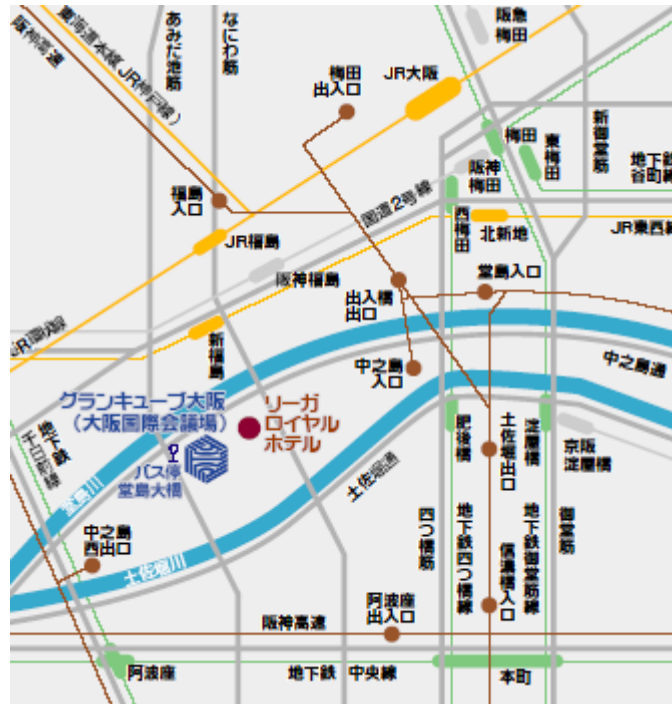 阪神高速
東海道本線(JR神戸線)
あみだ池筋
なにわ筋
梅田
出入口
JR大阪
阪急
梅田
新御堂筋
梅田
東梅田
阪神
梅田
地下鉄
谷町線
福島
入口
国道2号線
西梅田
北新地
JR東西線
JR福島
阪神福島
出入橋
出口
堂島入口
JR環状線
新福島
中之島
入口
中之島通
グランキューブ大阪
(大阪国際会議場)
リーガ
ロイヤル
ホテル
地下鉄
千日前線
バス停
堂島大橋
肥後橋
土佐堀出口
淀屋橋
京阪
淀屋橋
堂島川
土佐堀通
中之島
西出口
土佐堀川
四つ橋筋
地下鉄四つ橋線
信濃橋入口
地下鉄御堂筋線
御堂筋
阿波座
出入口
阪神高速
阿波座
地下鉄 中央線
本町